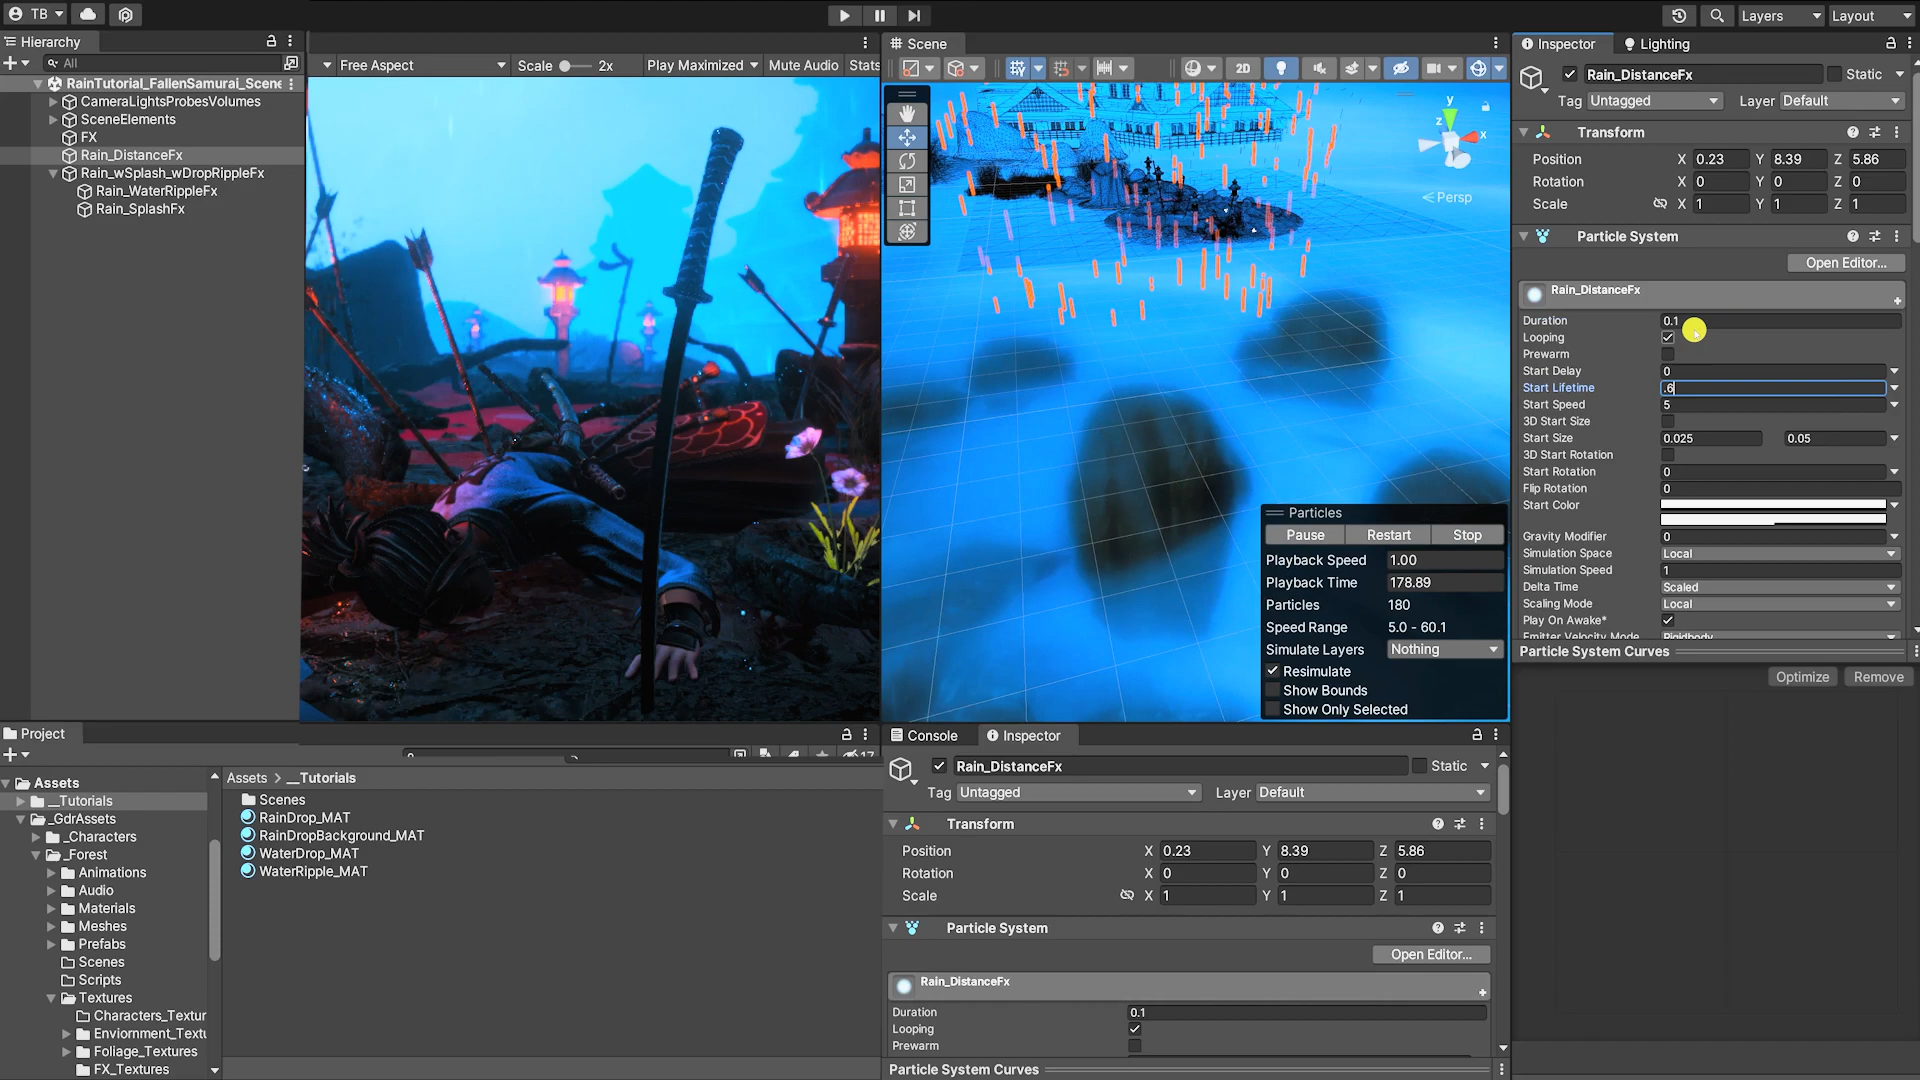 TB
Layers
Layout
Hierarchy
All
RainTutorial_FallenSamurai_Scene
CameraLightsProbesVolumes
SceneElements
FX
Rain_DistanceFx
Rain_wSplash_wDropRippleFx
Rain_WaterRippleFx
Rain_SplashFx
Free Aspect
Scale
2x
Play Maximized
Mute Audio
Stats
Scene
2D
y
z
x
Persp
Particles
Pause
Restart
Stop
Playback Speed 1.00
Playback Time 178.89
Particles 180
Speed Range 5.0 - 60.1
Simulate Layers Nothing
Resimulate
Show Bounds
Show Only Selected
Inspector
Lighting
Rain_DistanceFx
Static
Tag Untagged
Layer Default
Transform
Position X 0.23 Y 8.39 Z 5.86
Rotation X 0 Y 0 Z 0
Scale X 1 Y 1 Z 1
Particle System
Open Editor...
Rain_DistanceFx
Duration 0.1
Looping
Prewarm
Start Delay 0
Start Lifetime .6
Start Speed 5
3D Start Size
Start Size 0.025 0.05
3D Start Rotation
Start Rotation 0
Flip Rotation 0
Start Color
Gravity Modifier 0
Simulation Space Local
Simulation Speed 1
Delta Time Scaled
Scaling Mode Local
Play On Awake*
Emitter Velocity Mode Rigidbody
Particle System Curves
Optimize
Remove
Project
17
Assets
__Tutorials
_GdrAssets
_Characters
_Forest
Animations
Audio
Materials
Meshes
Prefabs
Scenes
Scripts
Textures
Characters_Textur
Enviornment_Textu
Foliage_Textures
FX_Textures
Assets > __Tutorials
Scenes
RainDrop_MAT
RainDropBackground_MAT
WaterDrop_MAT
WaterRipple_MAT
Console
Inspector
Rain_DistanceFx
Static
Tag Untagged
Layer Default
Transform
Position X 0.23 Y 8.39 Z 5.86
Rotation X 0 Y 0 Z 0
Scale X 1 Y 1 Z 1
Particle System
Open Editor...
Rain_DistanceFx
Duration 0.1
Looping
Prewarm
Particle System Curves